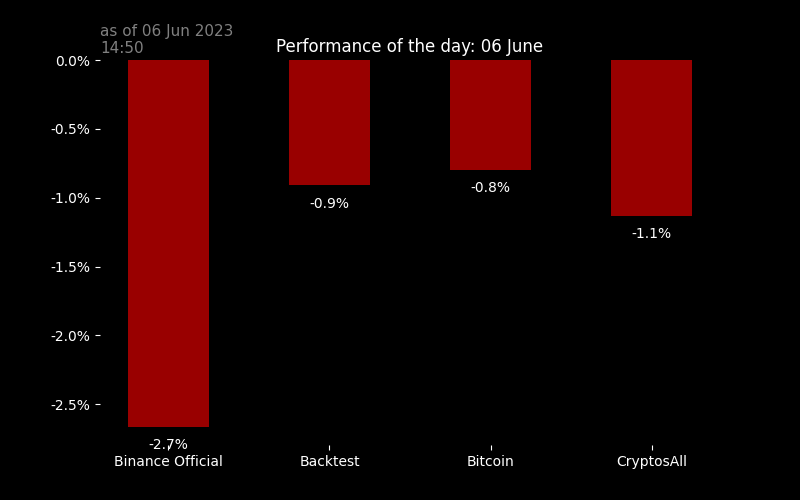 as of 06 Jun 2023
14:50
Performance of the day: 06 June
0.0%
-0.5%
-1.0%
-1.5%
-2.0%
-2.5%
-2.7%
-0.9%
-0.8%
-1.1%
Binance Official
Backtest
Bitcoin
CryptosAll